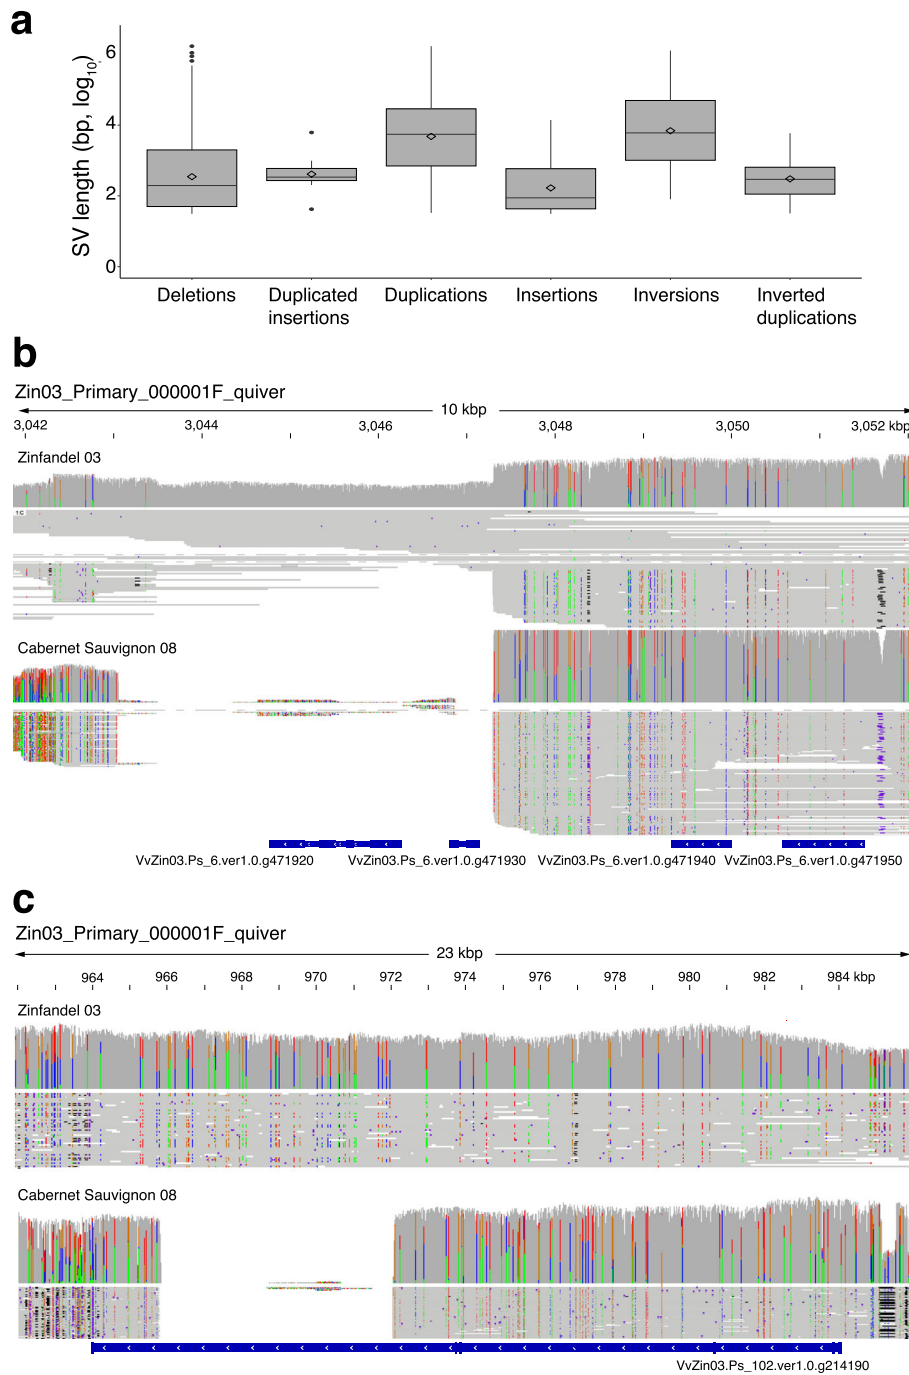 a
SV length (bp, log10)
6
4
2
0
Deletions
Duplicated
insertions
Duplications
Insertions
Inversions
Inverted
duplications
b
Zin03_Primary_000001F_quiver
10 kbp
3,042 3,044 3,046 3,048 3,050 3,052 kbp
Zinfandel 03
Cabernet Sauvignon 08
VvZin03.Ps_6.ver1.0.g471920 VvZin03.Ps_6.ver1.0.g471930 VvZin03.Ps_6.ver1.0.g471940 VvZin03.Ps_6.ver1.0.g471950
c
Zin03_Primary_000001F_quiver
23 kbp
964 966 968 970 972 974 976 978 980 982 984 kbp
Zinfandel 03
Cabernet Sauvignon 08
VvZin03.Ps_102.ver1.0.g214190